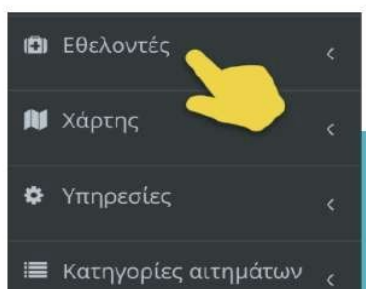 Εθελοντές
Χάρτης
Υπηρεσίες
Κατηγορίες αιτημάτων